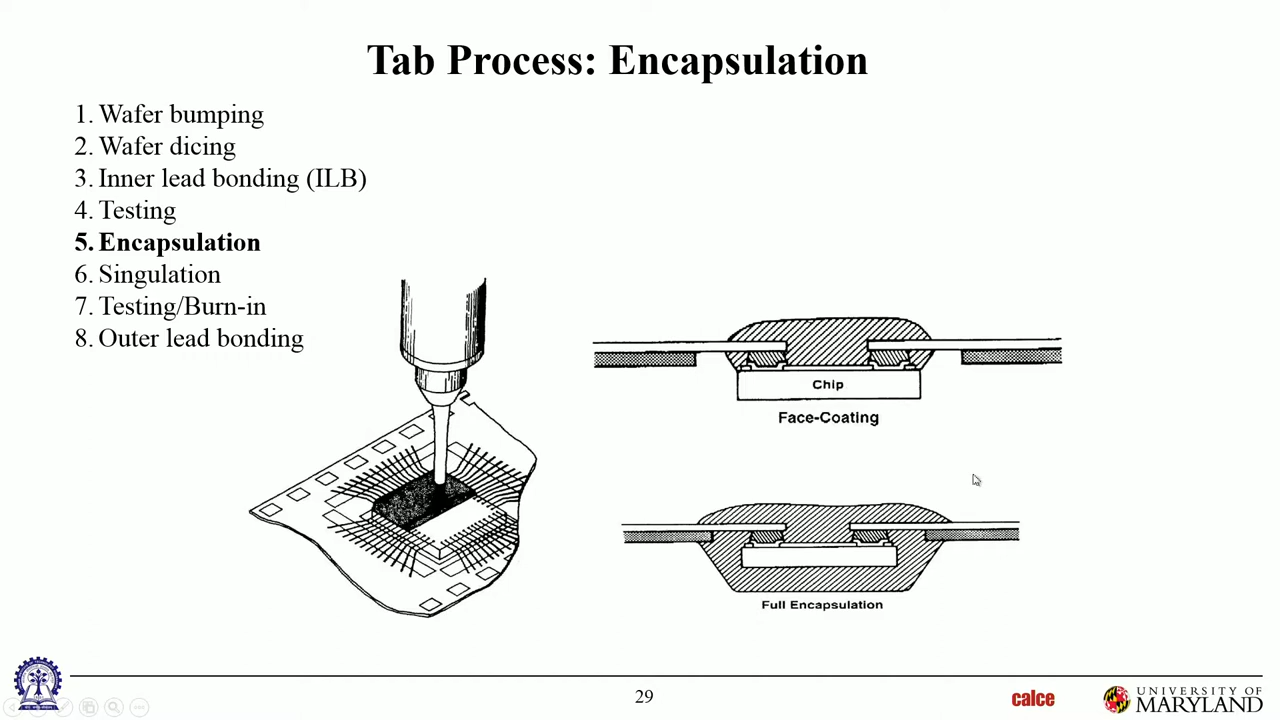 Tab Process: Encapsulation
1. Wafer bumping
2. Wafer dicing
3. Inner lead bonding (ILB)
4. Testing
5. Encapsulation
6. Singulation
7. Testing/Burn-in
8. Outer lead bonding
Chip
Face-Coating
Full Encapsulation
29
calce
UNIVERSITY OF
MARYLAND